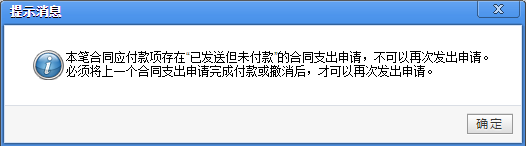 提示消息
本笔合同应付款项存在"已发送但未付款"的合同支出申请，不可以再次发出申请。
必须将上一个合同支出申请完成付款或撤消后，才可以再次发出申请。
确定